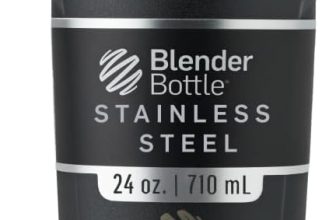 Blender
Bottle®
STAINLESS
STEEL
24 oz. | 710 mL